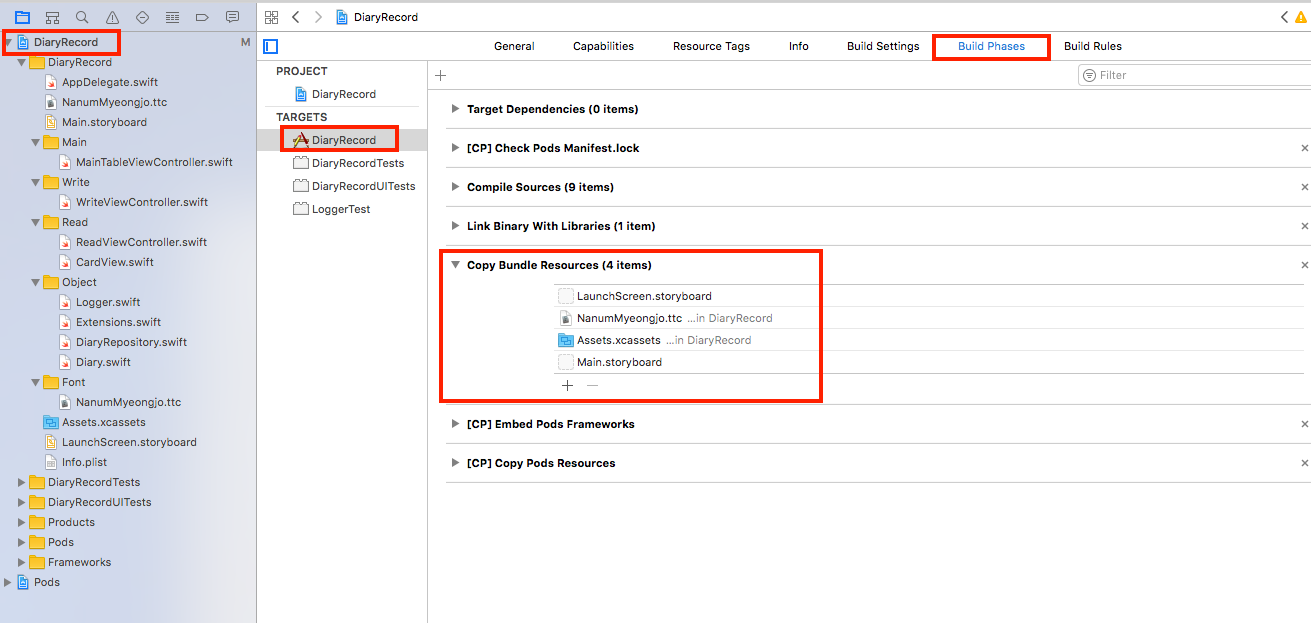 DiaryRecord
DiaryRecord M
General Capabilities Resource Tags Info Build Settings Build Phases Build Rules
DiaryRecord
AppDelegate.swift
NanumMyeongjo.ttc
Main.storyboard
Main
MainTableViewController.swift
Write
WriteViewController.swift
Read
ReadViewController.swift
CardView.swift
Object
Logger.swift
Extensions.swift
DiaryRepository.swift
Diary.swift
Font
NanumMyeongjo.ttc
Assets.xcassets
LaunchScreen.storyboard
Info.plist
DiaryRecordTests
DiaryRecordUITests
Products
Pods
Frameworks
Pods
PROJECT
DiaryRecord
TARGETS
DiaryRecord
DiaryRecordTests
DiaryRecordUITests
LoggerTest
Filter
Target Dependencies (0 items)
[CP] Check Pods Manifest.lock
Compile Sources (9 items)
Link Binary With Libraries (1 item)
Copy Bundle Resources (4 items)
LaunchScreen.storyboard
NanumMyeongjo.ttc ...in DiaryRecord
Assets.xcassets ...in DiaryRecord
Main.storyboard
[CP] Embed Pods Frameworks
[CP] Copy Pods Resources